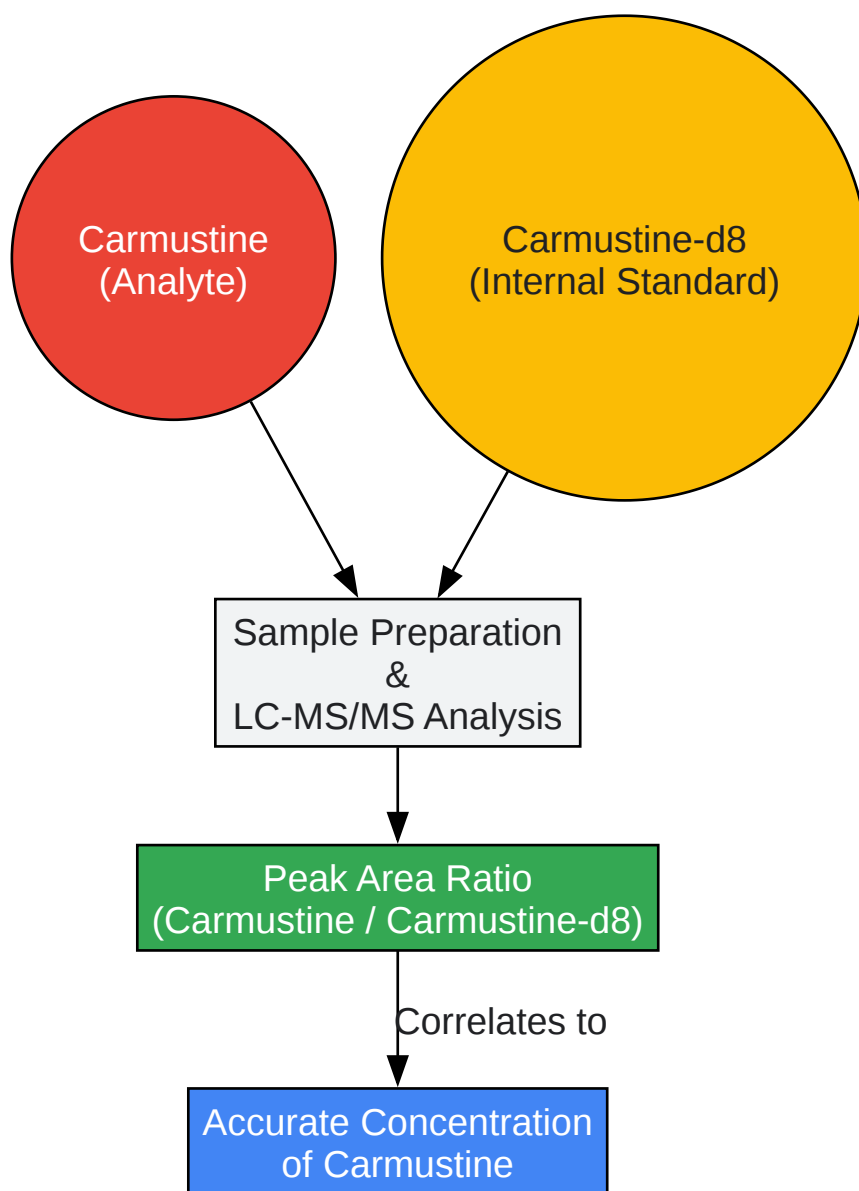 Carmustine
(Analyte)
Carmustine-d8
(Internal Standard)
Sample Preparation
&
LC-MS/MS Analysis
Peak Area Ratio
(Carmustine / Carmustine-d8)
Correlates to
Accurate Concentration
of Carmustine